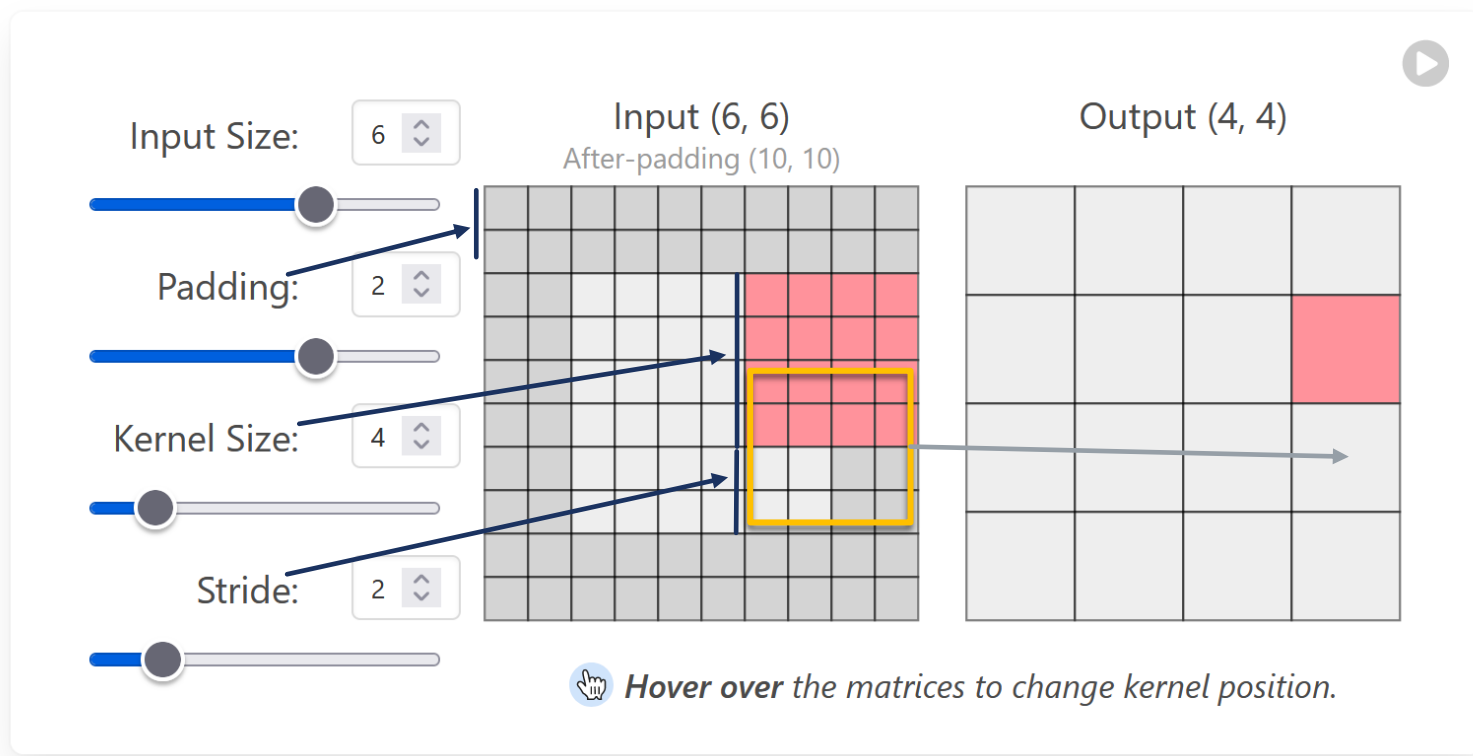 Input Size:
6
Padding:
2
Kernel Size:
4
Stride:
2
Input (6, 6)
After-padding (10, 10)
Output (4, 4)
Hover over the matrices to change kernel position.